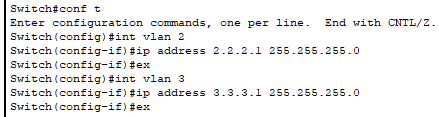 Switch#conf t
Enter configuration commands, one per line.  End with CNTL/Z.
Switch(config)#int vlan 2
Switch(config-if)#ip address 2.2.2.1 255.255.255.0
Switch(config-if)#ex
Switch(config)#int vlan 3
Switch(config-if)#ip address 3.3.3.1 255.255.255.0
Switch(config-if)#ex